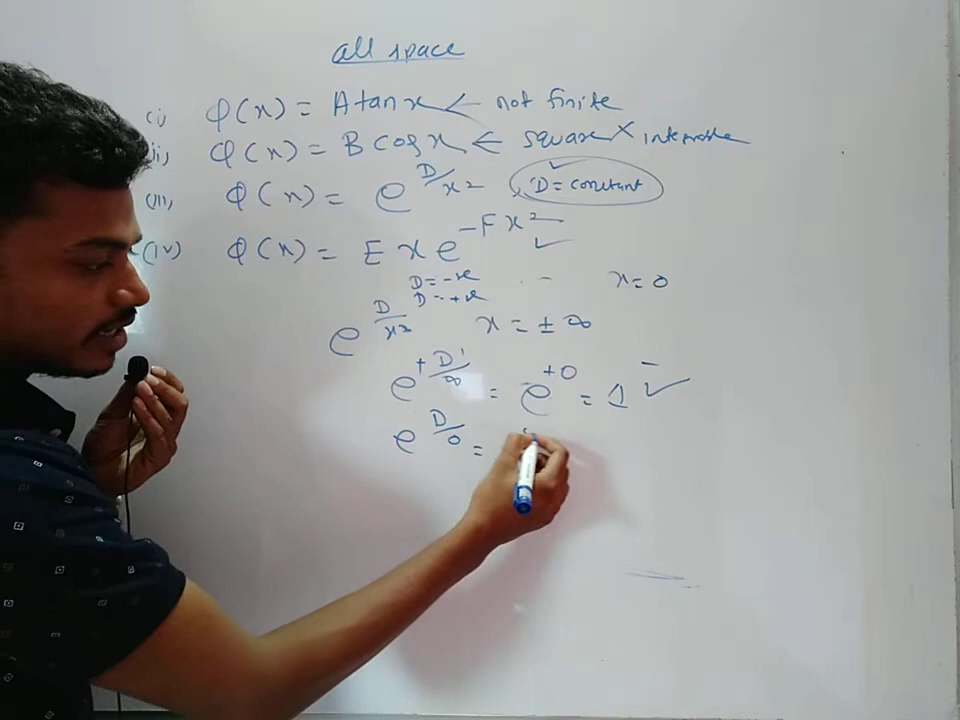 all space
(i) φ(x) = A tan x ← not finite
(ii) φ(x) = B cos x ← square × integrable
(iii) φ(x) = e^{D/x²} , D = constant ✓
(iv) φ(x) = E x e^{-Fx²} ✓
D = -ve x = 0
D = +ve
e^{D/x²} x = ± ∞
e^{+D'/∞} = e^{+0} = 1 ✓
e^{D/0} =